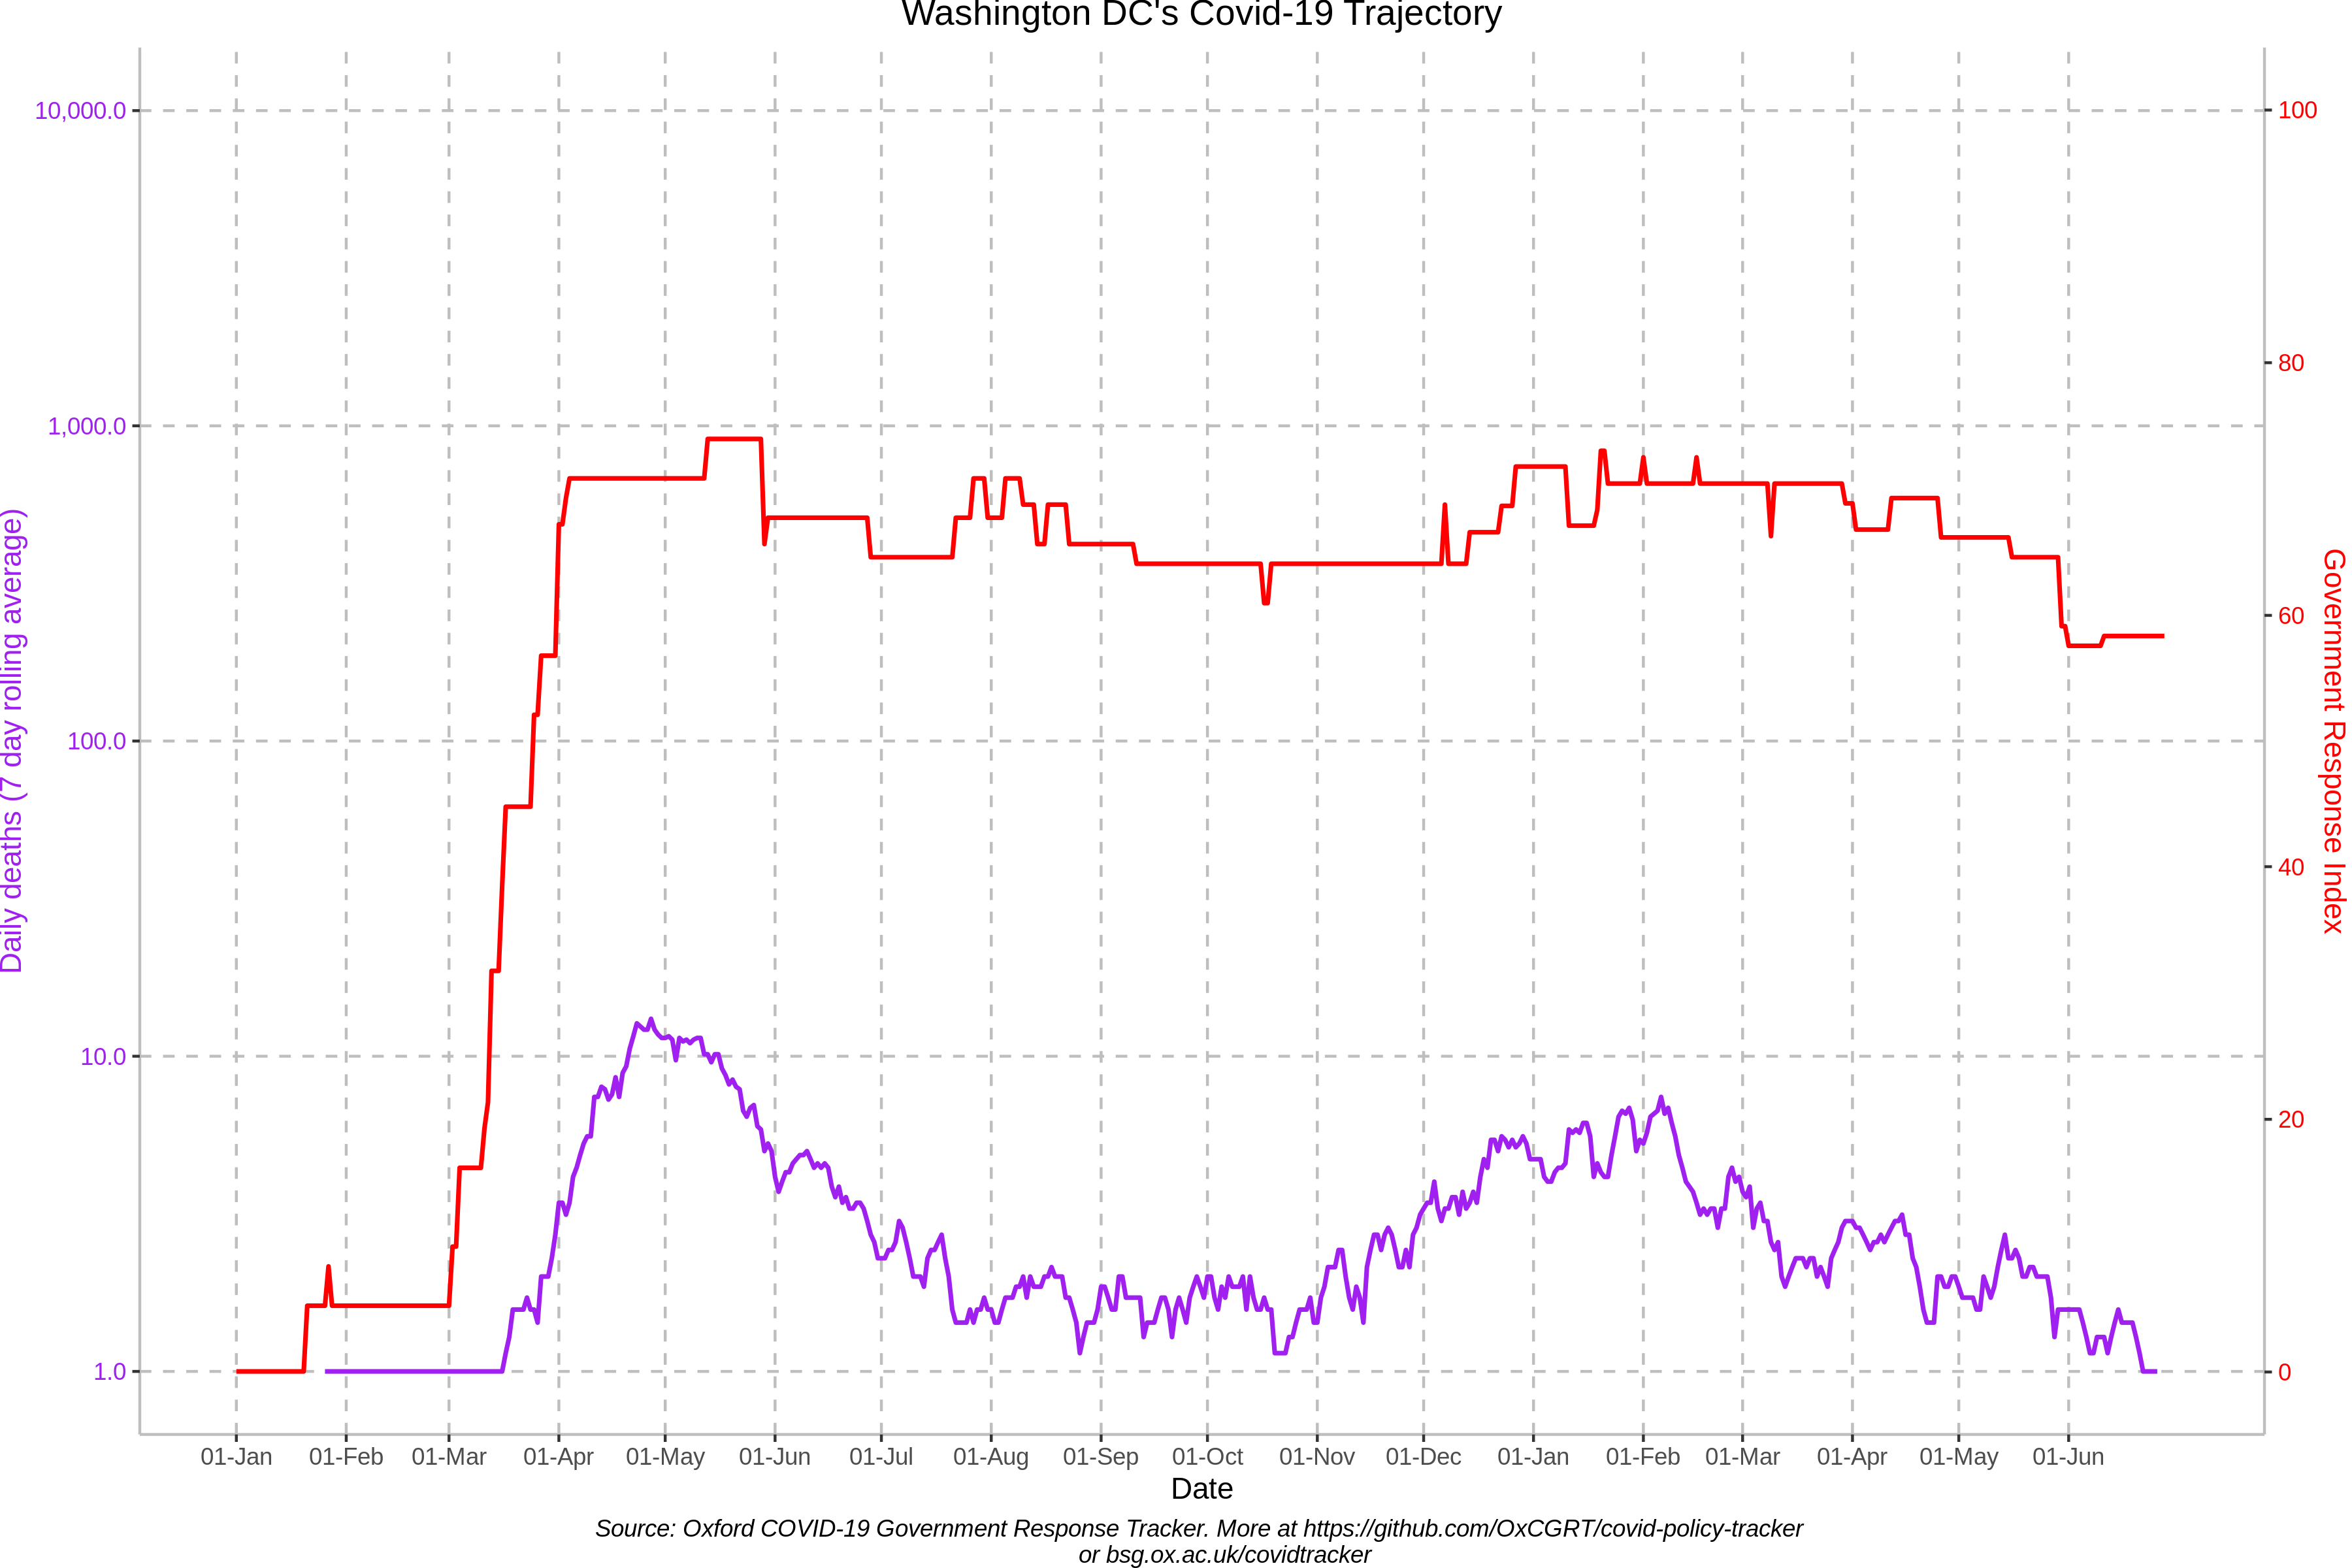 Washington DC's Covid-19 Trajectory
Daily deaths (7 day rolling average)
10,000.0
1,000.0
100.0
10.0
1.0
100
80
60
40
20
0
Government Response Index
01-Jan 01-Feb 01-Mar 01-Apr 01-May 01-Jun 01-Jul 01-Aug 01-Sep 01-Oct 01-Nov 01-Dec 01-Jan 01-Feb 01-Mar 01-Apr 01-May 01-Jun
Date
Source: Oxford COVID-19 Government Response Tracker. More at https://github.com/OxCGRT/covid-policy-tracker
or bsg.ox.ac.uk/covidtracker